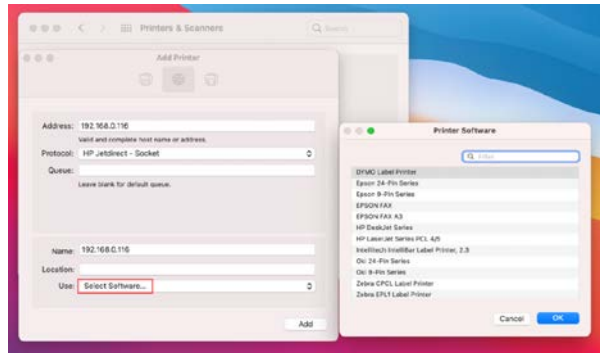 Printers & Scanners
Search
Add Printer
Address: 192.168.0.116
Valid and complete host name or address.
Protocol: HP Jetdirect - Socket
Queue:
Leave blank for default queue.
Name: 192.168.0.116
Location:
Use: Select Software...
Add
Printer Software
Filter
DYMO Label Printer
Epson 24-Pin Series
Epson 9-Pin Series
EPSON FAX
EPSON FAX A3
HP DeskJet Series
HP LaserJet Series PCL 4/5
Intellitech IntelliBar Label Printer, 2.3
Oki 24-Pin Series
Oki 9-Pin Series
Zebra CPCL Label Printer
Zebra EPL1 Label Printer
Cancel
OK